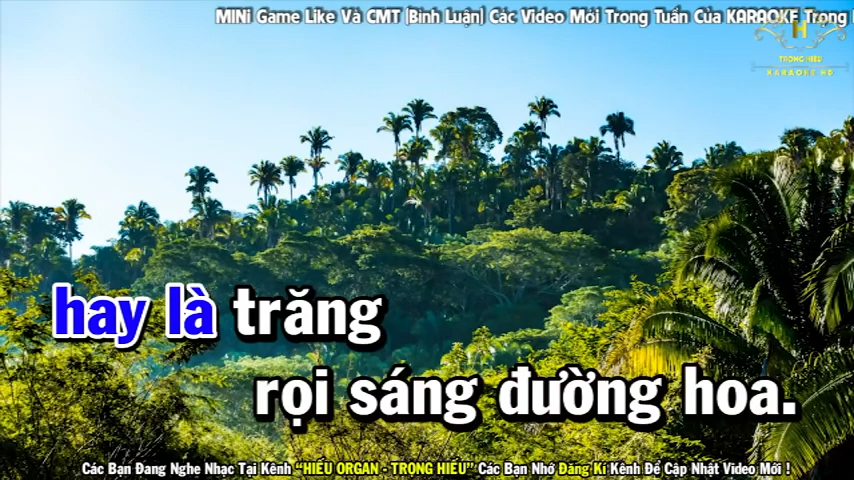 MINi Game Like Và CMT (Bình Luận) Các Video Mới Trong Tuần Của KARAOKE Trọng
H
TRỌNG HIẾU
KARAOKE HD
hay là trăng
rọi sáng đường hoa.
Các Bạn Đang Nghe Nhạc Tại Kênh “HIẾU ORGAN - TRỌNG HIẾU” Các Bạn Nhớ Đăng Kí Kênh Để Cập Nhật Video Mới !